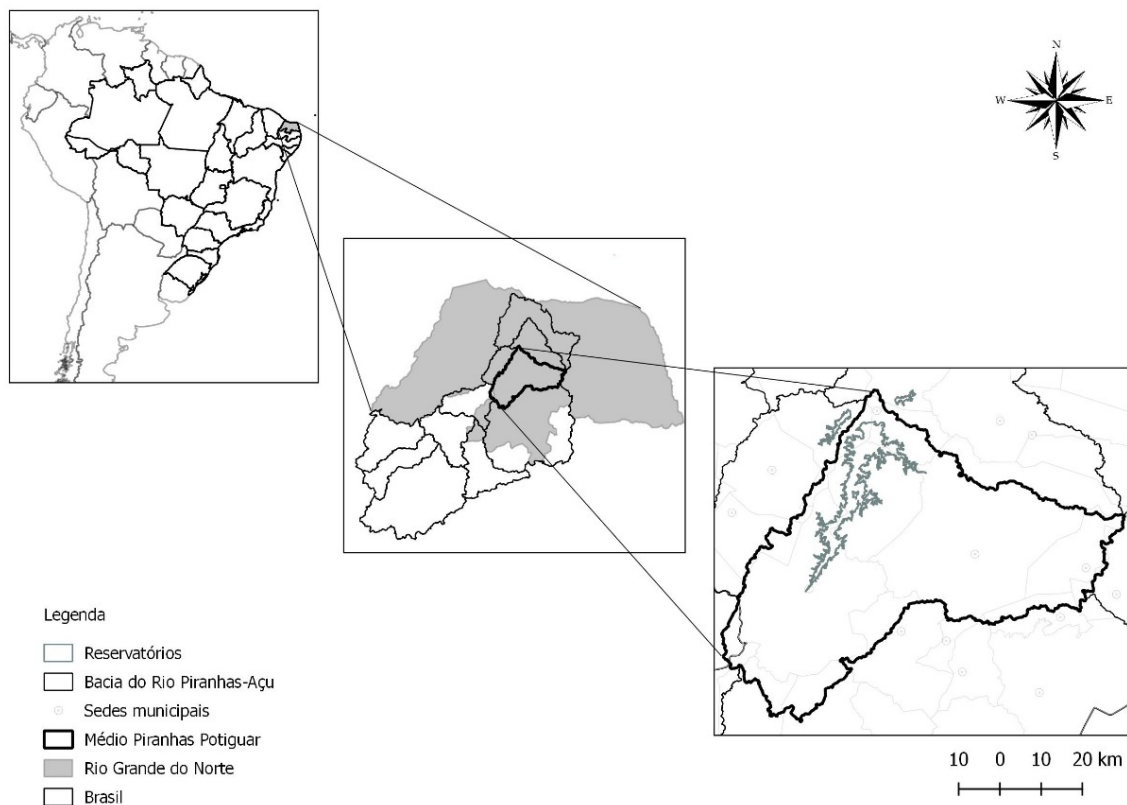 N
W E
S
Legenda
Reservatórios
Bacia do Rio Piranhas-Açu
Sedes municipais
Médio Piranhas Potiguar
Rio Grande do Norte
Brasil
10 0 10 20 km